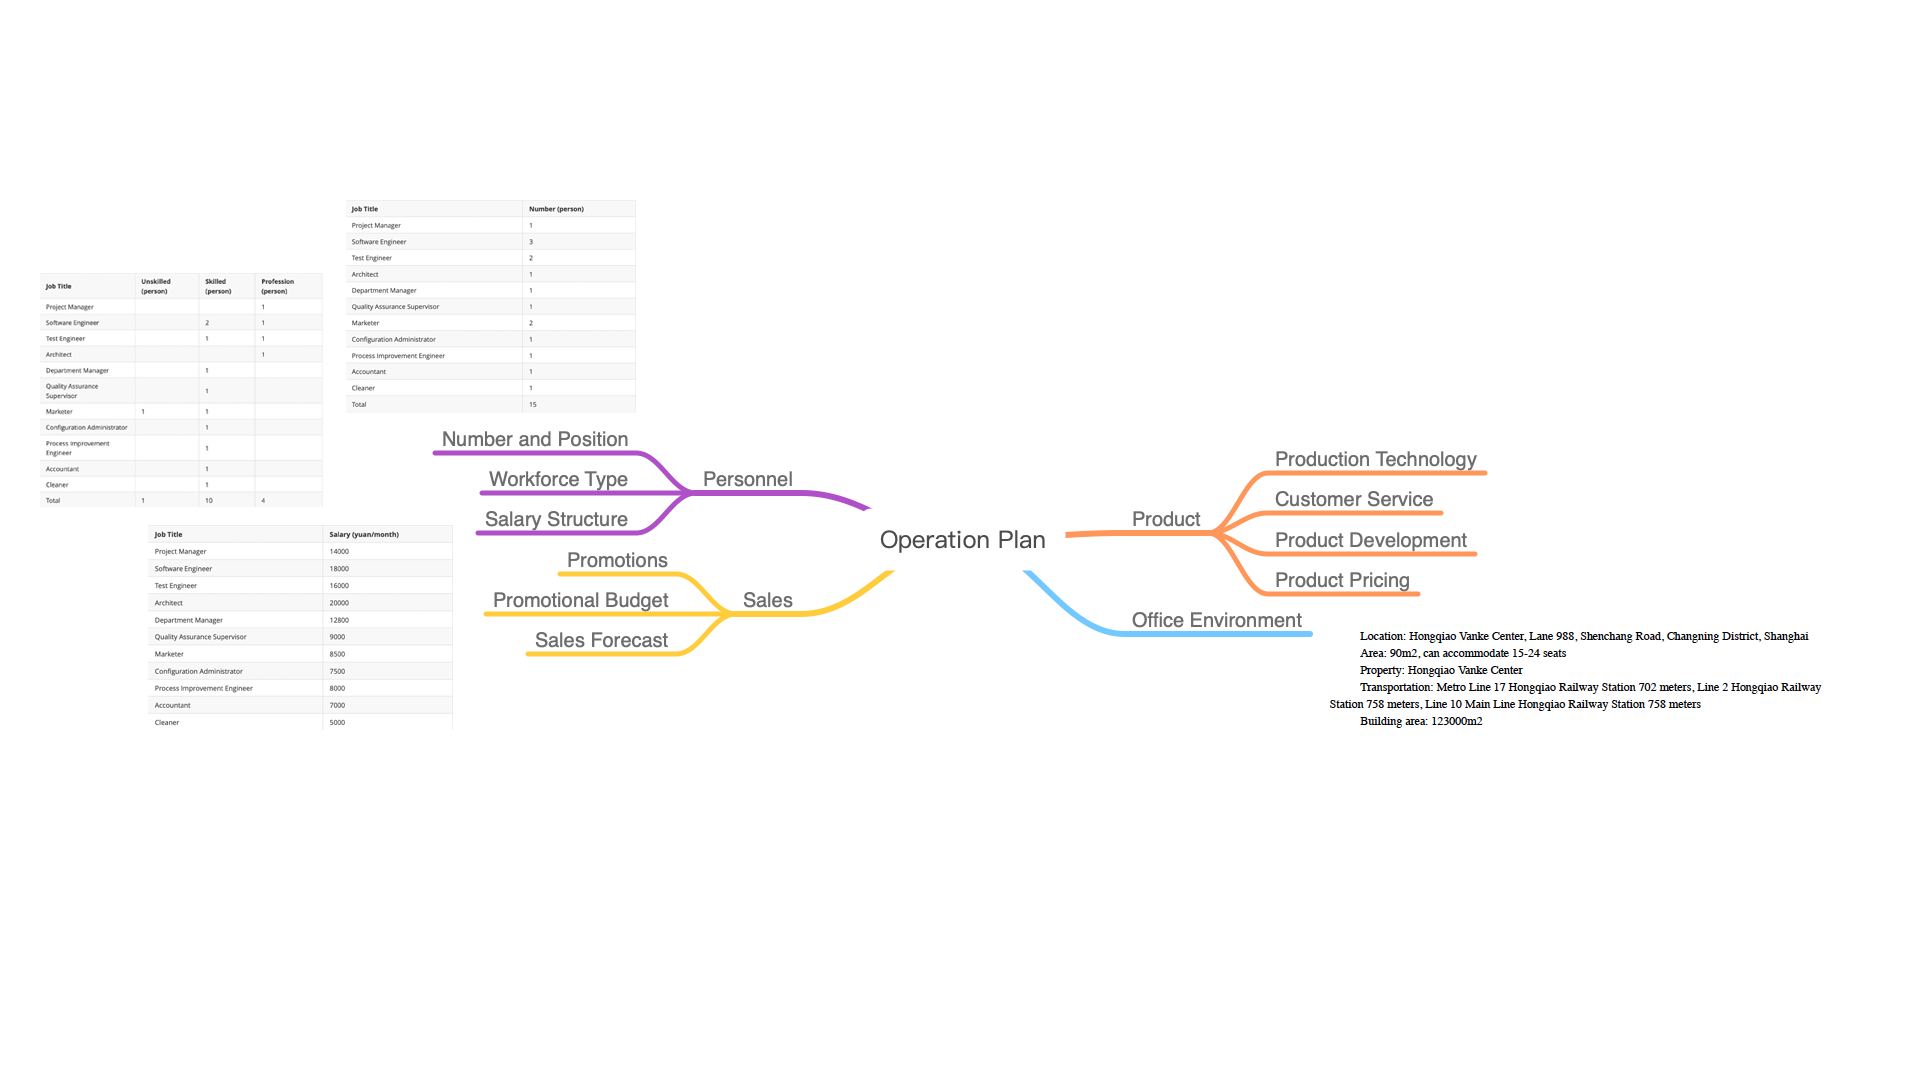 Job Title Number (person)
Project Manager 1
Software Engineer 3
Test Engineer 2
Architect 1
Department Manager 1
Quality Assurance Supervisor 1
Marketer 2
Configuration Administrator 1
Process Improvement Engineer 1
Accountant 1
Cleaner 1
Total 15
Job Title Unskilled (person) Skilled (person) Profession (person)
Project Manager 1
Software Engineer 2 1
Test Engineer 1 1
Architect 1
Department Manager 1
Quality Assurance Supervisor 1
Marketer 1 1
Configuration Administrator 1
Process Improvement Engineer 1
Accountant 1
Cleaner 1
Total 1 10 4
Job Title Salary (yuan/month)
Project Manager 14000
Software Engineer 18000
Test Engineer 16000
Architect 20000
Department Manager 12800
Quality Assurance Supervisor 9000
Marketer 8500
Configuration Administrator 7500
Process Improvement Engineer 8000
Accountant 7000
Cleaner 5000
Number and Position
Workforce Type
Salary Structure
Personnel
Promotions
Promotional Budget
Sales Forecast
Sales
Operation Plan
Product
Production Technology
Customer Service
Product Development
Product Pricing
Office Environment
Location: Hongqiao Vanke Center, Lane 988, Shenchang Road, Changning District, Shanghai
Area: 90m2, can accommodate 15-24 seats
Property: Hongqiao Vanke Center
Transportation: Metro Line 17 Hongqiao Railway Station 702 meters, Line 2 Hongqiao Railway
Station 758 meters, Line 10 Main Line Hongqiao Railway Station 758 meters
Building area: 123000m2